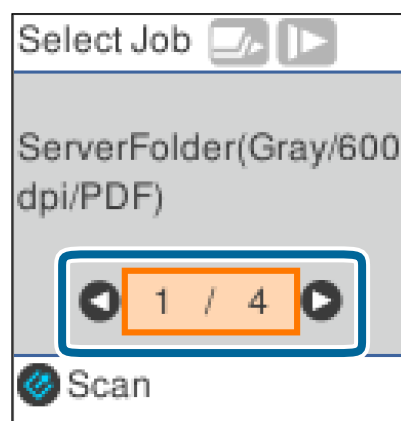 Select Job
ServerFolder(Gray/600
dpi/PDF)
1 / 4
Scan